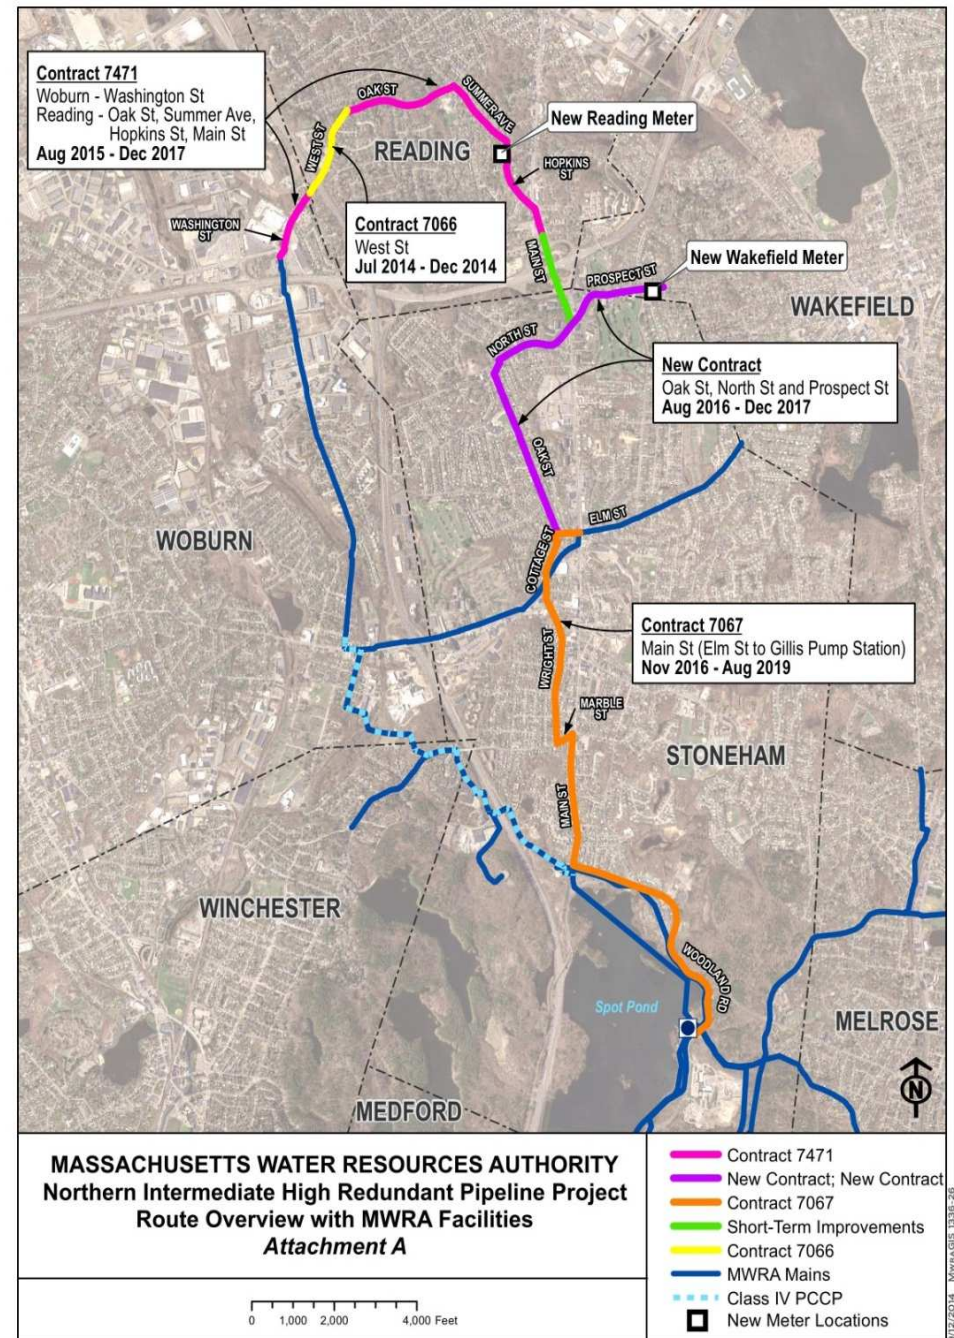 Contract 7471
Woburn - Washington St
Reading - Oak St, Summer Ave,
Hopkins St, Main St
Aug 2015 - Dec 2017
OAK ST
SUMMER AVE
WEST ST
READING
New Reading Meter
HOPKINS
ST
WASHINGTON
ST
Contract 7066
West St
Jul 2014 - Dec 2014
MAIN ST
New Wakefield Meter
PROSPECT ST
WAKEFIELD
NORTH ST
New Contract
Oak St, North St and Prospect St
Aug 2016 - Dec 2017
OAK ST
ELM ST
WOBURN
COTTAGE ST
Contract 7067
Main St (Elm St to Gillis Pump Station)
Nov 2016 - Aug 2019
WRIGHT ST
MARBLE
ST
STONEHAM
MAIN ST
WINCHESTER
WOODLAND RD
Spot Pond
MELROSE
N
MEDFORD
MASSACHUSETTS WATER RESOURCES AUTHORITY
Northern Intermediate High Redundant Pipeline Project
Route Overview with MWRA Facilities
Attachment A
0 1,000 2,000 4,000 Feet
Contract 7471
New Contract; New Contract
Contract 7067
Short-Term Improvements
Contract 7066
MWRA Mains
Class IV PCCP
New Meter Locations